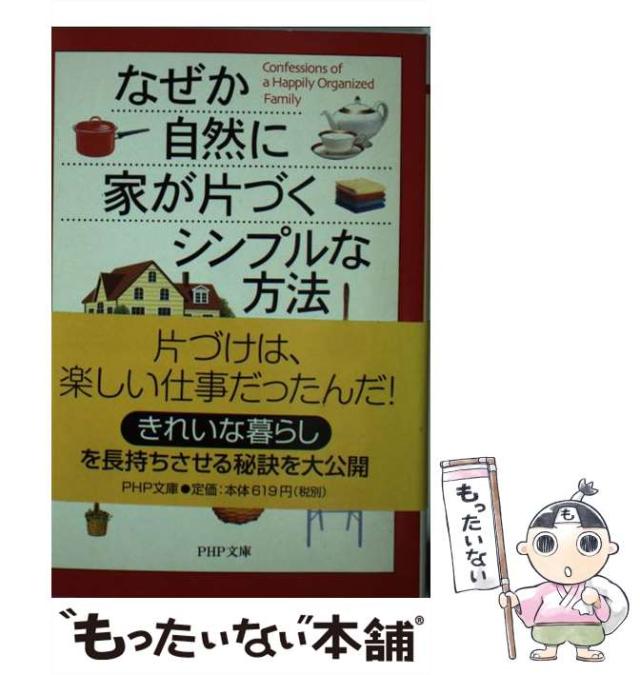 なぜか
Confessions of
a Happily Organized
Family
自然に
家が片づく
シンプルな
方法
片づけは、
楽しい仕事だったんだ!
きれいな暮らし
を長持ちさせる秘訣を大公開
PHP文庫●定価:本体619円(税別)
PHP文庫
も
もったいない
"もったいない"本舗®